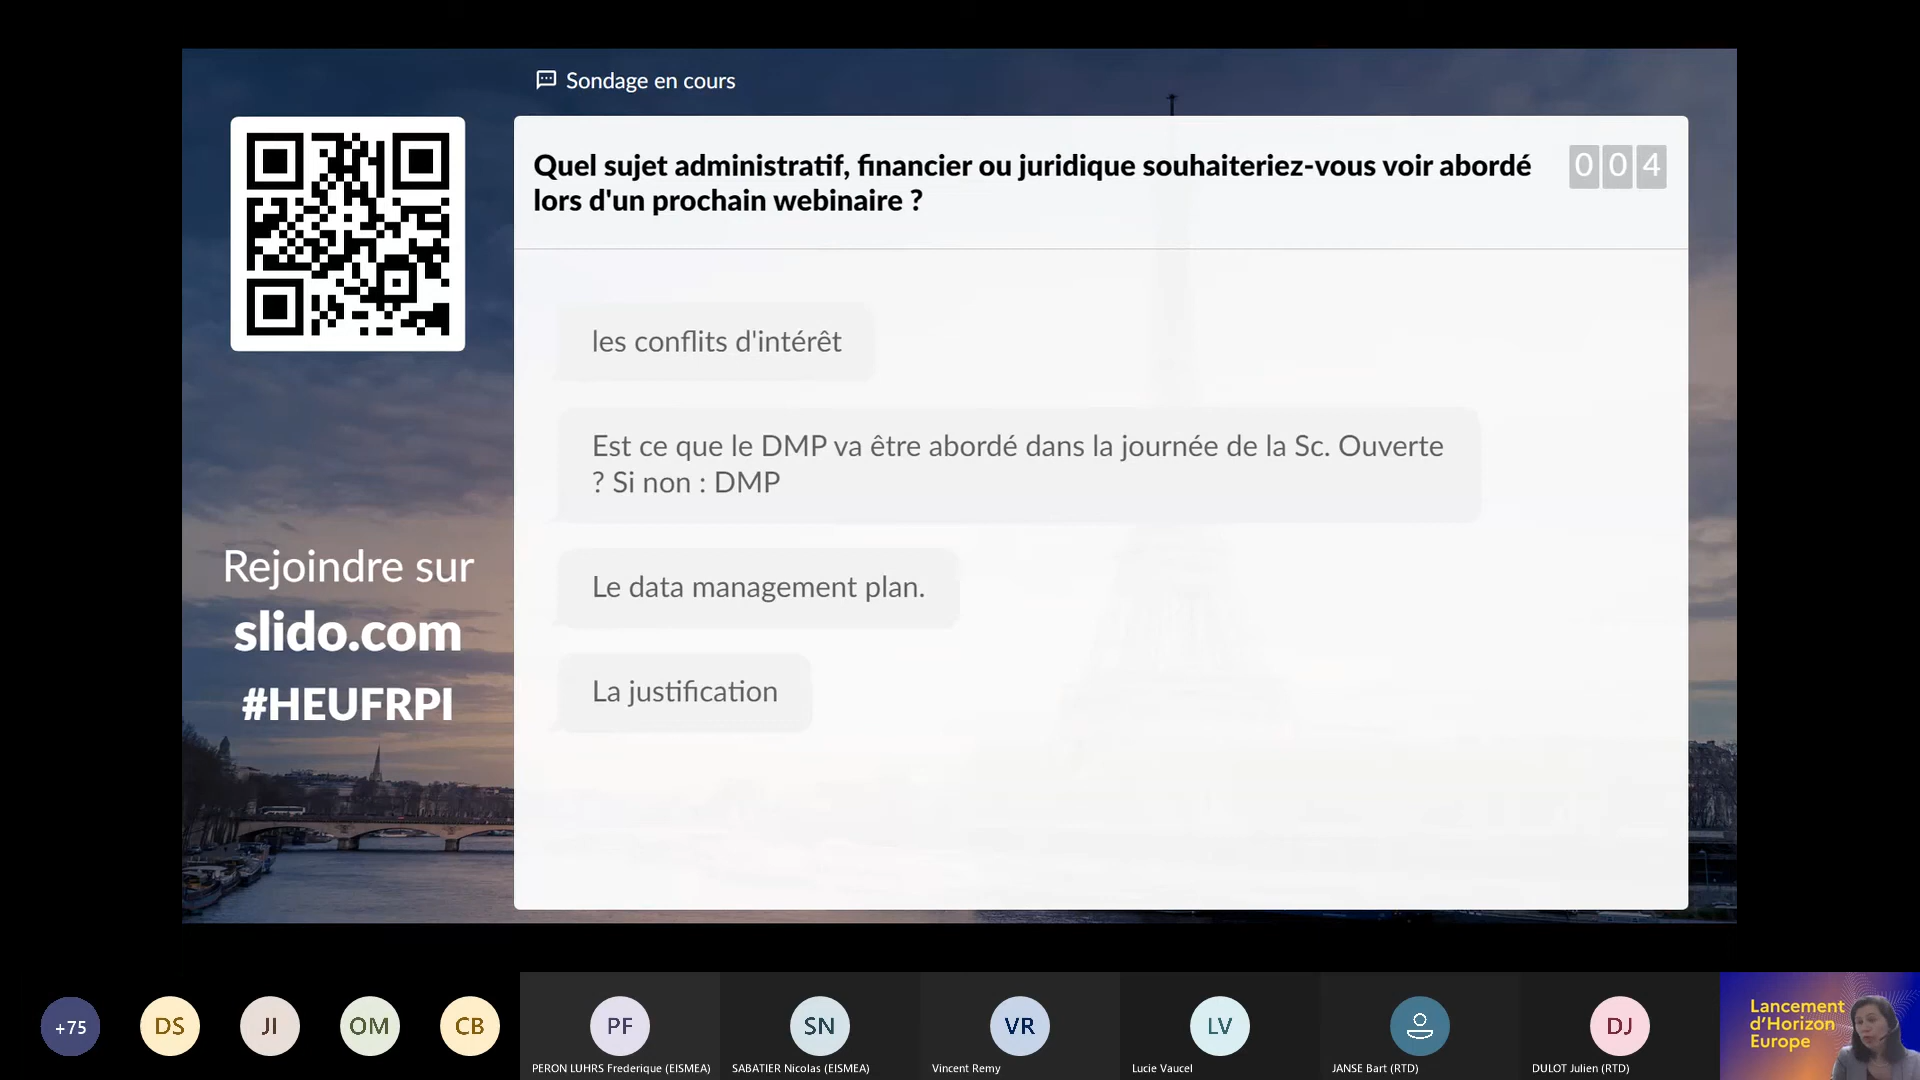 Sondage en cours
Quel sujet administratif, financier ou juridique souhaiteriez-vous voir abordé
lors d'un prochain webinaire ?
004
les conflits d'intérêt
Est ce que le DMP va être abordé dans la journée de la Sc. Ouverte
? Si non : DMP
Le data management plan.
La justification
Rejoindre sur
slido.com
#HEUFRPI
+75
DS
JI
OM
CB
PF
PERON LUHRS Frederique (EISMEA)
SN
SABATIER Nicolas (EISMEA)
VR
Vincent Remy
LV
Lucie Vaucel
JANSE Bart (RTD)
DJ
DULOT Julien (RTD)
Lancement
d'Horizon
Europe